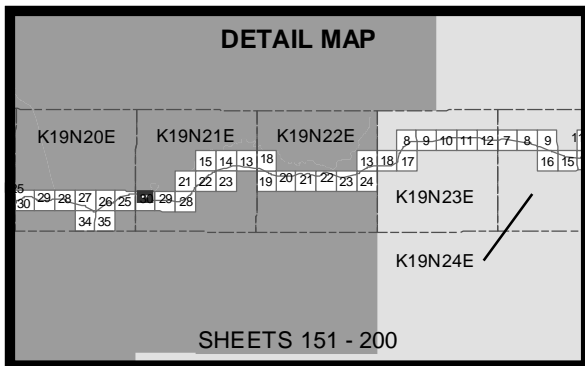 DETAIL MAP
K19N20E K19N21E K19N22E
8 9 10 11 12 7 8 9
15 14 13 18 13 18 17 16 15
21 22 23 19 20 21 22 23 24
K19N23E
25
30 29 28 27 26 25 30 29 28
34 35
K19N24E
SHEETS 151 - 200